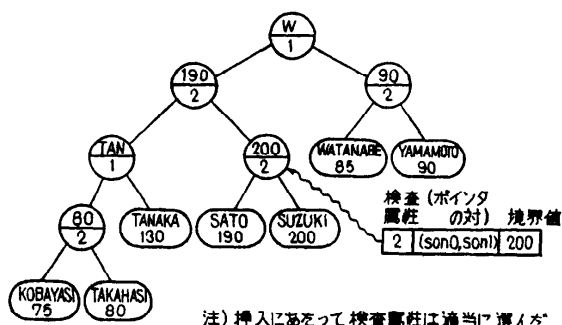 W
1
190
2
90
2
TAN
1
200
2
WATANABE
85
YAMAMOTO
90
80
2
TANAKA
130
SATO
190
SUZUKI
200
KOBAYASI
75
TAKAHASI
80
検査 (ポインタ 境界値
属性 の対)
2 (son0,son1) 200
注) 挿入にあたって検査属性は適当に選んだ